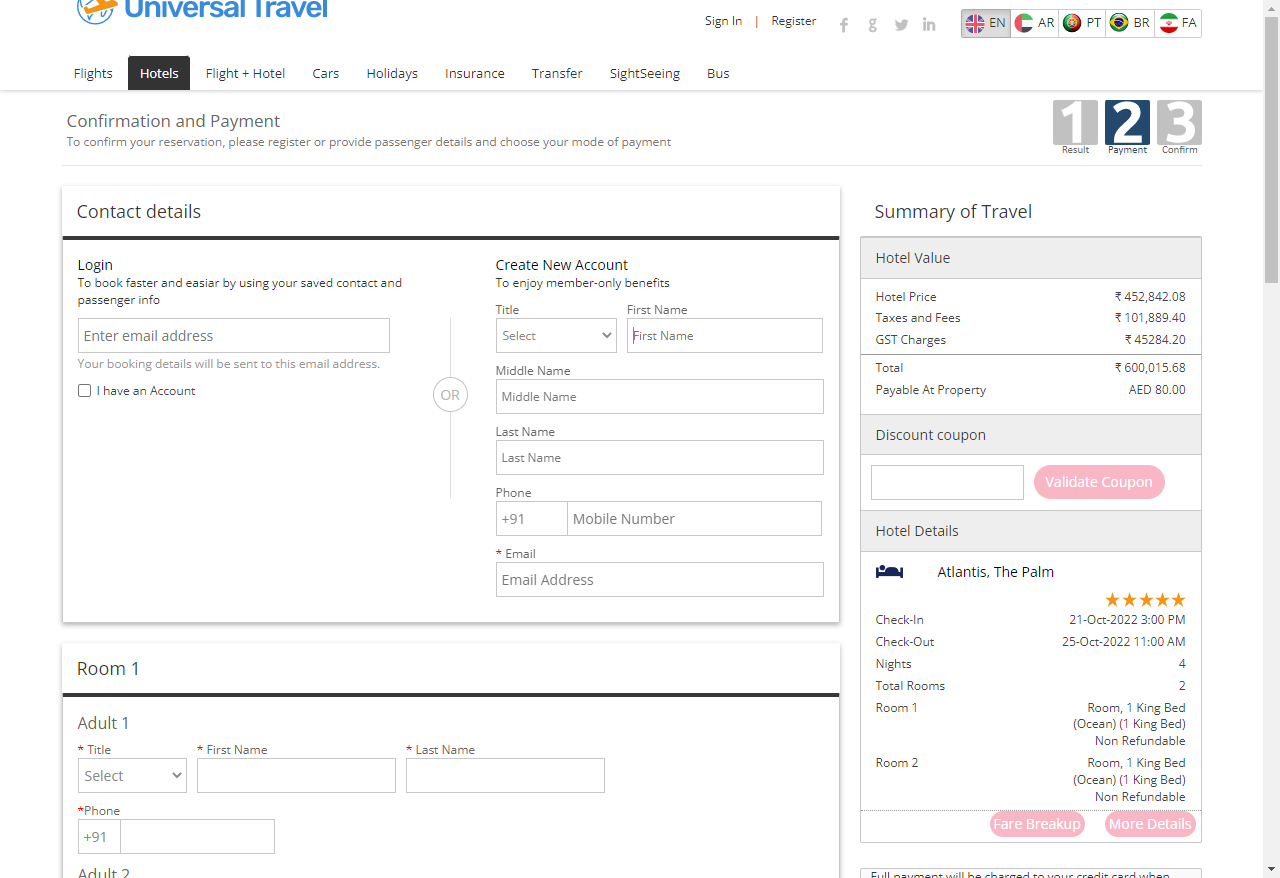 Universal Travel
Sign In | Register
EN AR PT BR FA
Flights Hotels Flight + Hotel Cars Holidays Insurance Transfer SightSeeing Bus
Confirmation and Payment
To confirm your reservation, please register or provide passenger details and choose your mode of payment
1 2 3
Result Payment Confirm
Contact details
Login
To book faster and easiar by using your saved contact and
passenger info
Enter email address
Your booking details will be sent to this email address.
I have an Account
OR
Create New Account
To enjoy member-only benefits
Title First Name
Select First Name
Middle Name
Middle Name
Last Name
Last Name
Phone
+91 Mobile Number
* Email
Email Address
Room 1
Adult 1
* Title * First Name * Last Name
Select
*Phone
+91
Adult 2
Summary of Travel
Hotel Value
Hotel Price ₹ 452,842.08
Taxes and Fees ₹ 101,889.40
GST Charges ₹ 45284.20
Total ₹ 600,015.68
Payable At Property AED 80.00
Discount coupon
Validate Coupon
Hotel Details
Atlantis, The Palm
Check-In 21-Oct-2022 3:00 PM
Check-Out 25-Oct-2022 11:00 AM
Nights 4
Total Rooms 2
Room 1 Room, 1 King Bed
(Ocean) (1 King Bed)
Non Refundable
Room 2 Room, 1 King Bed
(Ocean) (1 King Bed)
Non Refundable
Fare Breakup More Details
Full payment will be charged to your credit card when